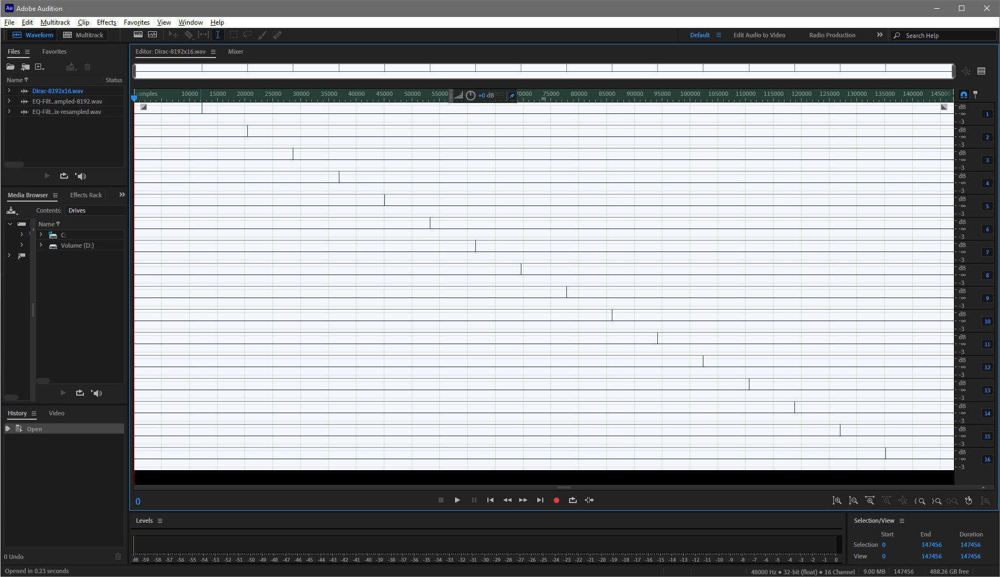 Au Adobe Audition
File Edit Multitrack Clip Effects Favorites View Window Help
Waveform Multitrack Default Edit Audio to Video Radio Production Search Help
Files Favorites
Name Status
Dirac-8192x16.wav
EQ-Filt...ampled-8192.wav
EQ-Filt...ix-resampled.wav
Media Browser Effects Rack
Contents: Drives
Name
C:
Volume (D:)
History Video
Open
0 Undo
Opened in 0.23 seconds
Editor: Dirac-8192x16.wav Mixer
10000 15000 20000 25000 30000 35000 40000 45000 50000 55000 +0 dB 70000 75000 80000 85000 90000 95000 100000 105000 110000 115000 120000 125000 130000 135000 140000 145000
dB
-∞ 1
-3
dB
-∞ 2
-3
dB
-∞ 3
-3
dB
-∞ 4
-3
dB
-∞ 5
-3
dB
-∞ 6
-3
dB
-∞ 7
-3
dB
-∞ 8
-3
dB
-∞ 9
-3
dB
-∞ 10
-3
dB
-∞ 11
-3
dB
-∞ 12
-3
dB
-∞ 13
-3
dB
-∞ 14
-3
dB
-∞ 15
-3
dB
-∞ 16
-3
0
Levels
dB -59 -58 -57 -56 -55 -54 -53 -52 -51 -50 -49 -48 -47 -46 -45 -44 -43 -42 -41 -40 -39 -38 -37 -36 -35 -34 -33 -32 -31 -30 -29 -28 -27 -26 -25 -24 -23 -22 -21 -20 -19 -18 -17 -16 -15 -14 -13 -12 -11 -10 -9 -8 -7 -6 -5 -4 -3 -2 -1 0
Selection/View
Start End Duration
Selection 0 147456 147456
View 0 147456 147456
48000 Hz ● 32-bit (float) ● 16 Channel 9.00 MB 147456 488.26 GB free